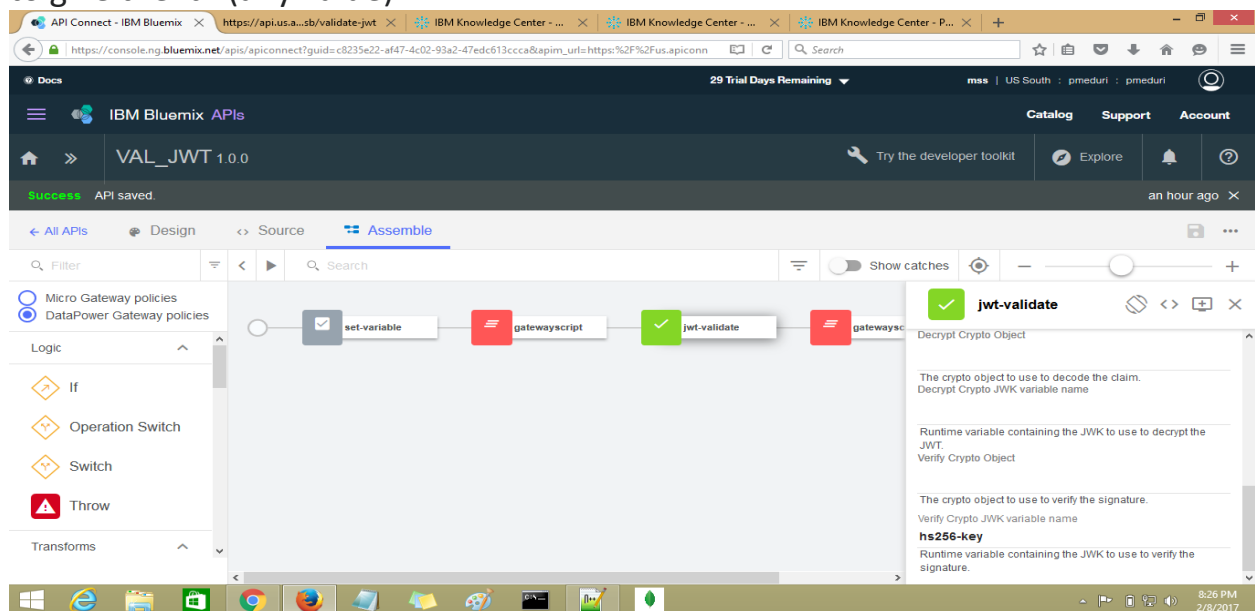 API Connect - IBM Bluemix
https://api.us.a...sb/validate-jwt
IBM Knowledge Center - ...
IBM Knowledge Center - ...
IBM Knowledge Center - P...
https://console.ng.bluemix.net/apis/apiconnect?guid=c8235e22-af47-4c02-93a2-47edc613ccca&apim_url=https:%2F%2Fus.apiconn
Search
Docs
29 Trial Days Remaining
mss | US South : pmeduri : pmeduri
IBM Bluemix APIs
Catalog Support Account
VAL_JWT 1.0.0
Try the developer toolkit
Explore
Success API saved.
an hour ago
← All APIs
Design
<> Source
Assemble
Filter
Search
Show catches
Micro Gateway policies
DataPower Gateway policies
Logic
If
Operation Switch
Switch
Throw
Transforms
set-variable
gatewayscript
jwt-validate
gatewaysc
jwt-validate
Decrypt Crypto Object
The crypto object to use to decode the claim.
Decrypt Crypto JWK variable name
Runtime variable containing the JWK to use to decrypt the
JWT.
Verify Crypto Object
The crypto object to use to verify the signature.
Verify Crypto JWK variable name
hs256-key
Runtime variable containing the JWK to use to verify the
signature.
8:26 PM
2/8/2017